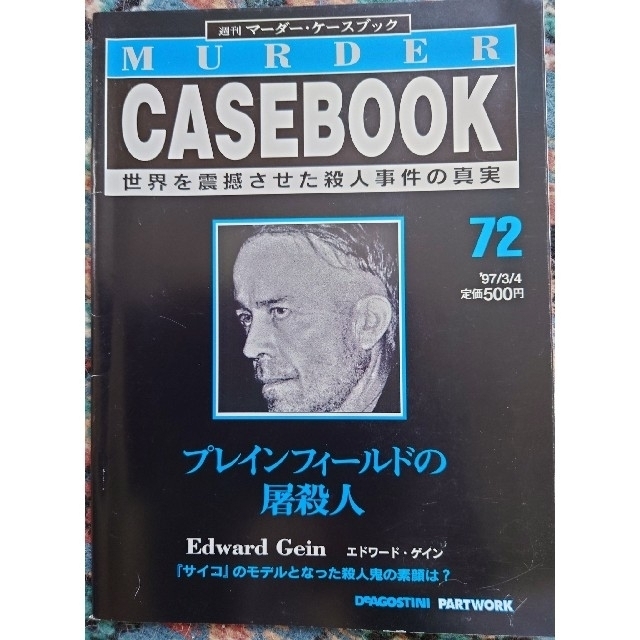 週刊 マーダー・ケースブック
MURDER
CASEBOOK
世界を震撼させた殺人事件の真実
72
'97/3/4
定価500円
プレインフィールドの
屠殺人
Edward Gein エドワード・ゲイン
『サイコ』のモデルとなった殺人鬼の素顔は?
DeAGOSTINI PARTWORK